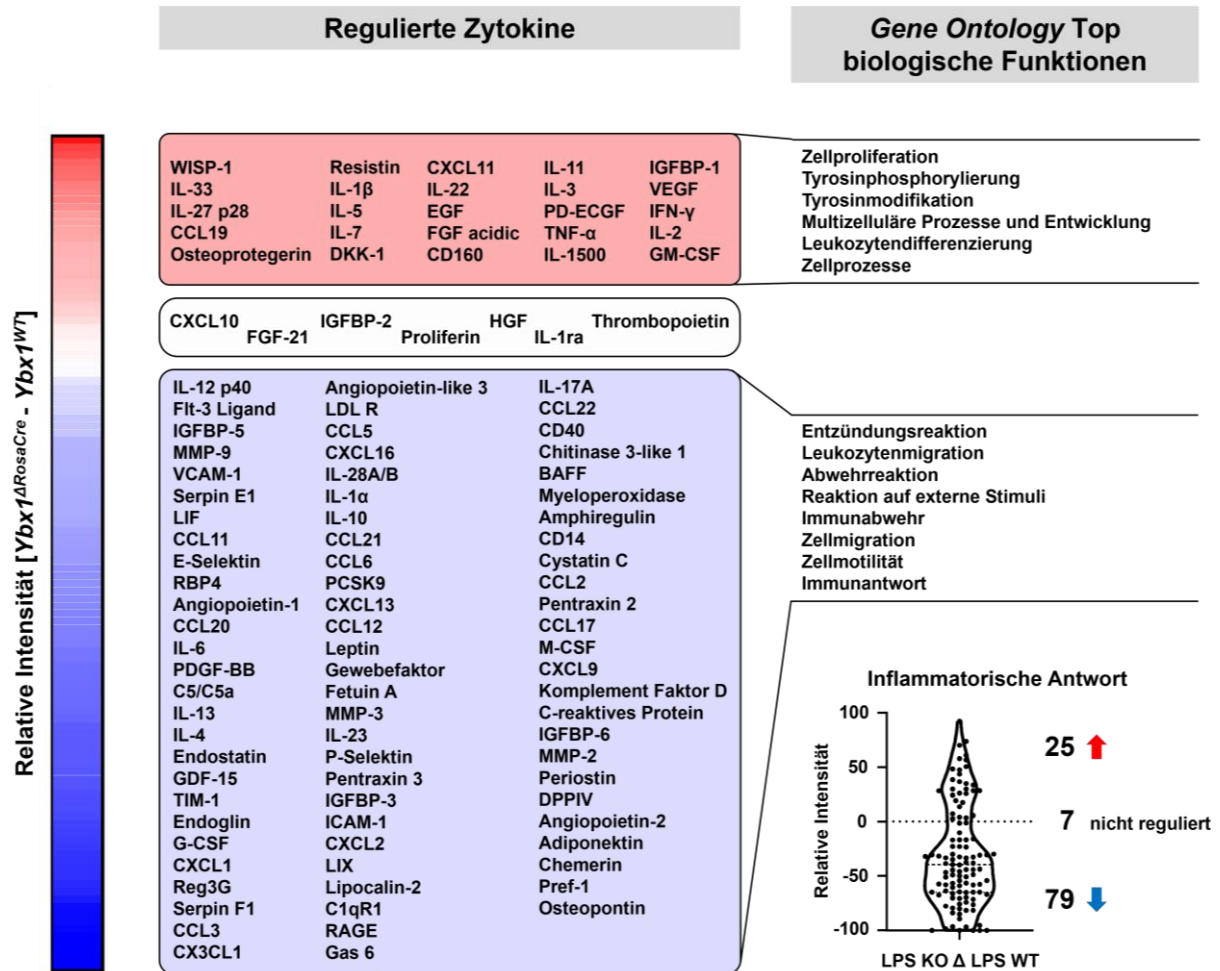 Regulierte Zytokine
Gene Ontology Top
biologische Funktionen
Relative Intensität [Ybx1ΔRosaCre - Ybx1WT]
WISP-1 Resistin CXCL11 IL-11 IGFBP-1
IL-33 IL-1β IL-22 IL-3 VEGF
IL-27 p28 IL-5 EGF PD-ECGF IFN-γ
CCL19 IL-7 FGF acidic TNF-α IL-2
Osteoprotegerin DKK-1 CD160 IL-1500 GM-CSF
Zellproliferation
Tyrosinphosphorylierung
Tyrosinmodifikation
Multizelluläre Prozesse und Entwicklung
Leukozytendifferenzierung
Zellprozesse
CXCL10 IGFBP-2 HGF Thrombopoietin
FGF-21 Proliferin IL-1ra
IL-12 p40 Angiopoietin-like 3 IL-17A
Flt-3 Ligand LDL R CCL22
IGFBP-5 CCL5 CD40
MMP-9 CXCL16 Chitinase 3-like 1
VCAM-1 IL-28A/B BAFF
Serpin E1 IL-1α Myeloperoxidase
LIF IL-10 Amphiregulin
CCL11 CCL21 CD14
E-Selektin CCL6 Cystatin C
RBP4 PCSK9 CCL2
Angiopoietin-1 CXCL13 Pentraxin 2
CCL20 CCL12 CCL17
IL-6 Leptin M-CSF
PDGF-BB Gewebefaktor CXCL9
C5/C5a Fetuin A Komplement Faktor D
IL-13 MMP-3 C-reaktives Protein
IL-4 IL-23 IGFBP-6
Endostatin P-Selektin MMP-2
GDF-15 Pentraxin 3 Periostin
TIM-1 IGFBP-3 DPPIV
Endoglin ICAM-1 Angiopoietin-2
G-CSF CXCL2 Adiponektin
CXCL1 LIX Chemerin
Reg3G Lipocalin-2 Pref-1
Serpin F1 C1qR1 Osteopontin
CCL3 RAGE
CX3CL1 Gas 6
Entzündungsreaktion
Leukozytenmigration
Abwehrreaktion
Reaktion auf externe Stimuli
Immunabwehr
Zellmigration
Zellmotilität
Immunantwort
Inflammatorische Antwort
Relative Intensität
100
50
0
-50
-100
25
7 nicht reguliert
79
LPS KO Δ LPS WT